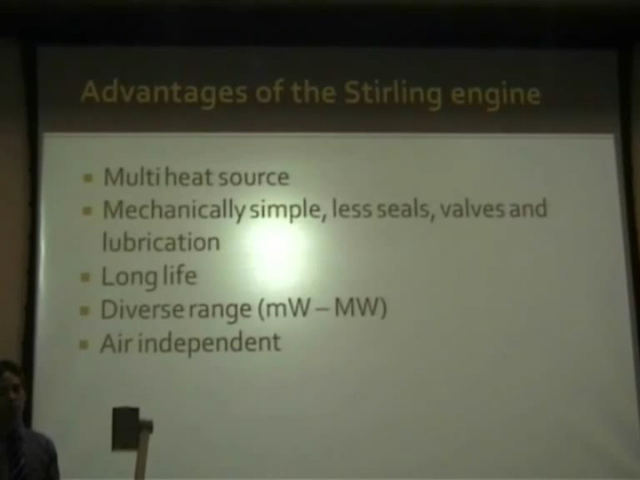 Advantages of the Stirling engine
Multi heat source
Mechanically simple, less seals, valves and
lubrication
Long life
Diverse range (mW – MW)
Air independent